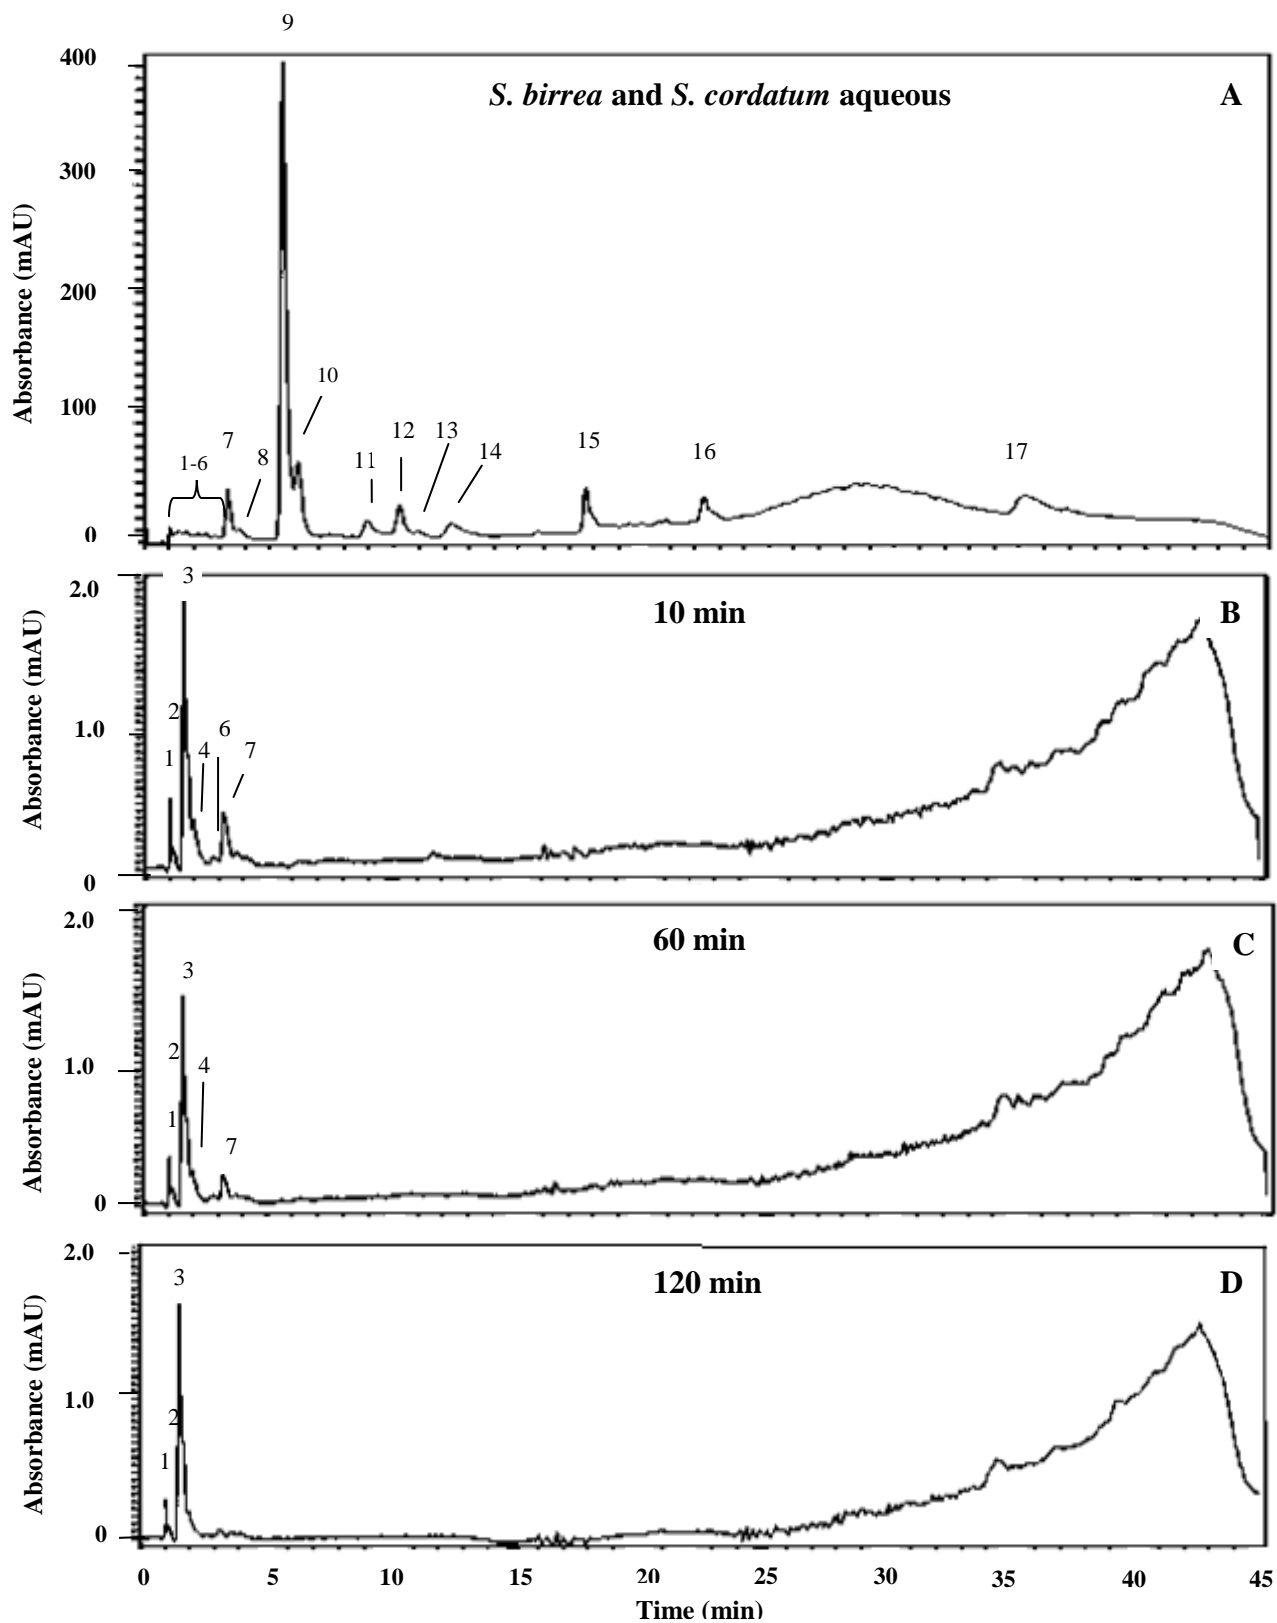 9
400
S. birrea and S. cordatum aqueous
A
300
200
100
0
Absorbance (mAU)
10
7
8
1-6
11
12
13
14
15
16
17
2.0
3
10 min
B
1.0
0
Absorbance (mAU)
2
1
4
6
7
2.0
60 min
C
1.0
0
Absorbance (mAU)
3
2
1
4
7
2.0
120 min
D
1.0
0
Absorbance (mAU)
3
2
1
0 5 10 15 20 25 30 35 40 45
Time (min)